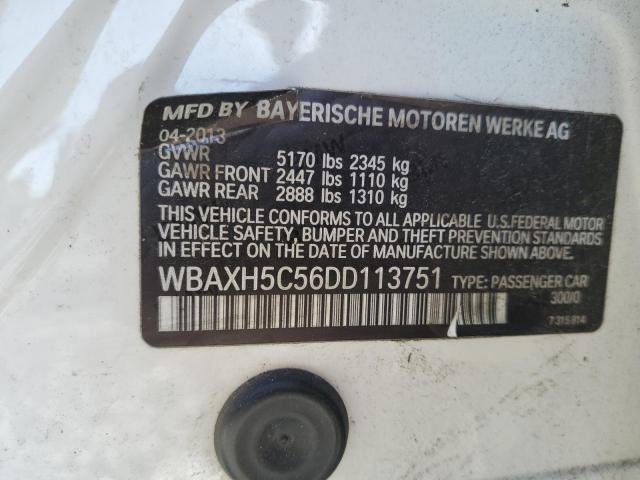 MFD BY BAYERISCHE MOTOREN WERKE AG
04-2013
GVWR 5170 lbs 2345 kg
GAWR FRONT 2447 lbs 1110 kg
GAWR REAR 2888 lbs 1310 kg
THIS VEHICLE CONFORMS TO ALL APPLICABLE U.S. FEDERAL MOTOR
VEHICLE SAFETY, BUMPER AND THEFT PREVENTION STANDARDS
IN EFFECT ON THE DATE OF MANUFACTURE SHOWN ABOVE.
WBAXH5C56DD113751 TYPE: PASSENGER CAR
300/0
7315914